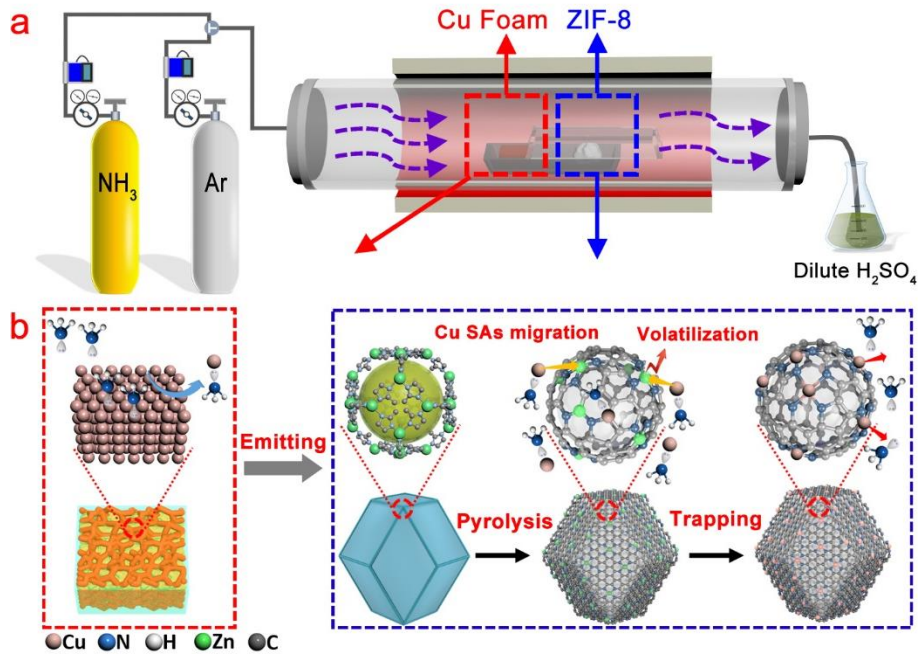 a
Cu Foam ZIF-8
NH₃
Ar
Dilute H₂SO₄
b
Cu SAs migration
Volatilization
Emitting
Pyrolysis
Trapping
Cu N H Zn C